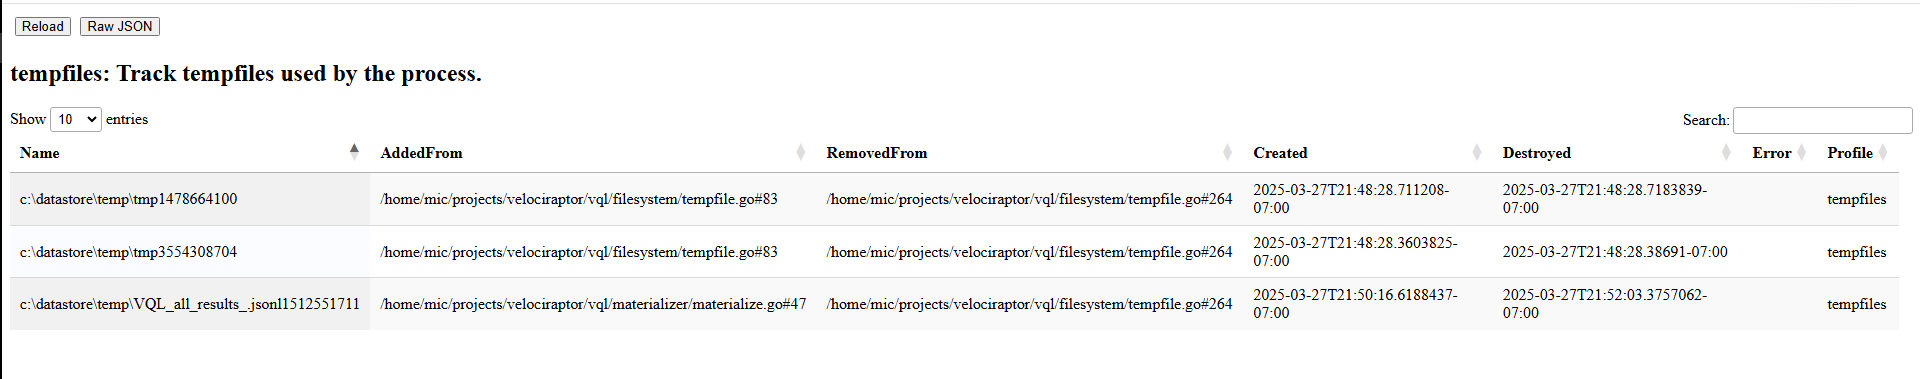 Reload Raw JSON
tempfiles: Track tempfiles used by the process.
Show 10 entries Search:
Name AddedFrom RemovedFrom Created Destroyed Error Profile
c:\datastore\temp\tmp1478664100 /home/mic/projects/velociraptor/vql/filesystem/tempfile.go#83 /home/mic/projects/velociraptor/vql/filesystem/tempfile.go#264 2025-03-27T21:48:28.711208- 2025-03-27T21:48:28.7183839- tempfiles
07:00 07:00
c:\datastore\temp\tmp3554308704 /home/mic/projects/velociraptor/vql/filesystem/tempfile.go#83 /home/mic/projects/velociraptor/vql/filesystem/tempfile.go#264 2025-03-27T21:48:28.3603825- 2025-03-27T21:48:28.38691-07:00 tempfiles
07:00
c:\datastore\temp\VQL_all_results_.jsonl1512551711 /home/mic/projects/velociraptor/vql/materializer/materialize.go#47 /home/mic/projects/velociraptor/vql/filesystem/tempfile.go#264 2025-03-27T21:50:16.6188437- 2025-03-27T21:52:03.3757062- tempfiles
07:00 07:00